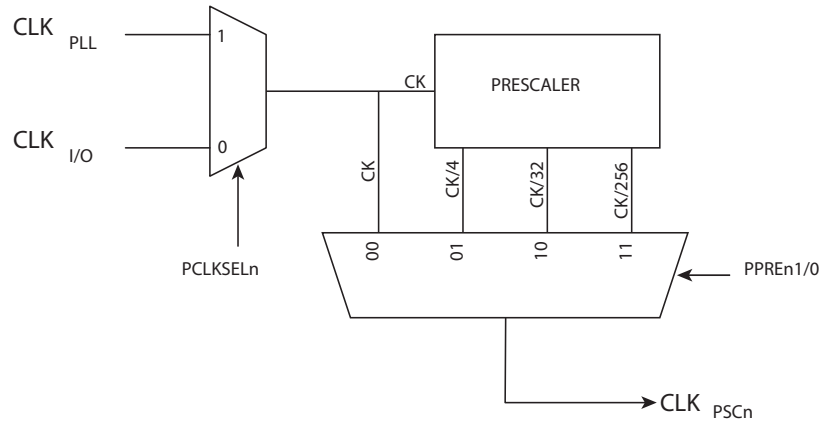 CLK PLL
1
CK
PRESCALER
CLK I/O
0
CK
CK/4
CK/32
CK/256
00
01
10
11
PCLKSELn
PPREn1/0
CLK PSCn